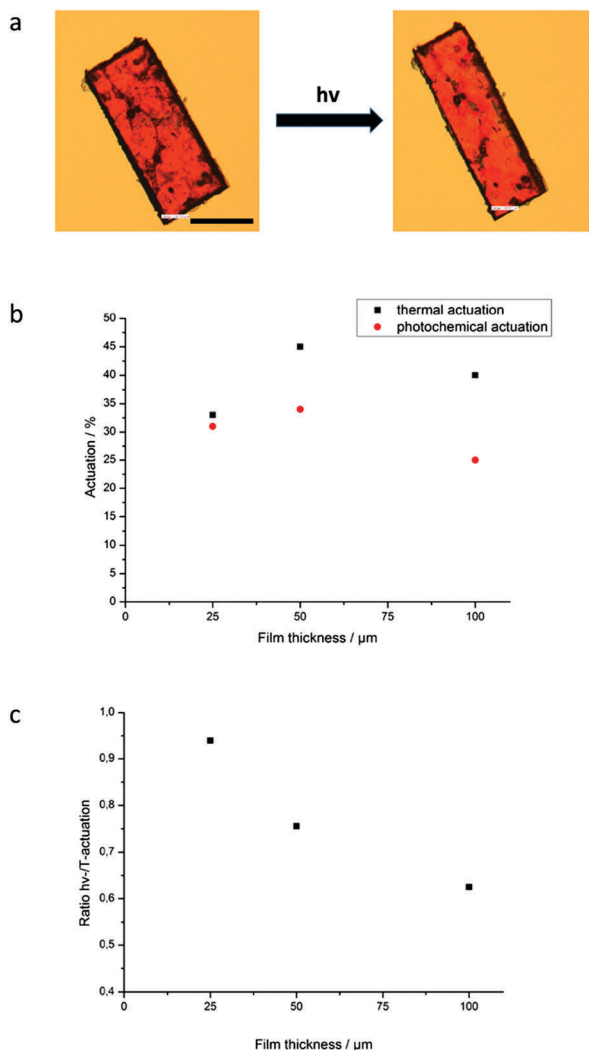 a
hv
b
thermal actuation
photochemical actuation
50
45
40
35
30
25
20
15
10
5
0
Actuation / %
0 25 50 75 100
Film thickness / µm
c
1,0
0,9
0,8
0,7
0,6
0,5
0,4
Ratio hv-/T-actuation
0 25 50 75 100
Film thickness / µm